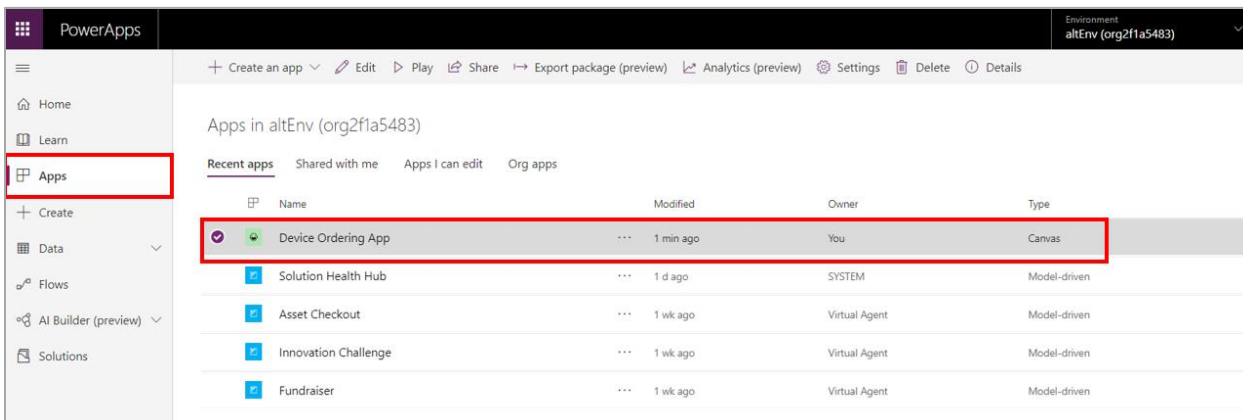 PowerApps
Environment
altEnv (org2f1a5483)
Create an app Edit Play Share Export package (preview) Analytics (preview) Settings Delete Details
Home
Learn
Apps
Create
Data
Flows
AI Builder (preview)
Solutions
Apps in altEnv (org2f1a5483)
Recent apps Shared with me Apps I can edit Org apps
Name Modified Owner Type
Device Ordering App ... 1 min ago You Canvas
Solution Health Hub ... 1 d ago SYSTEM Model-driven
Asset Checkout ... 1 wk ago Virtual Agent Model-driven
Innovation Challenge ... 1 wk ago Virtual Agent Model-driven
Fundraiser ... 1 wk ago Virtual Agent Model-driven